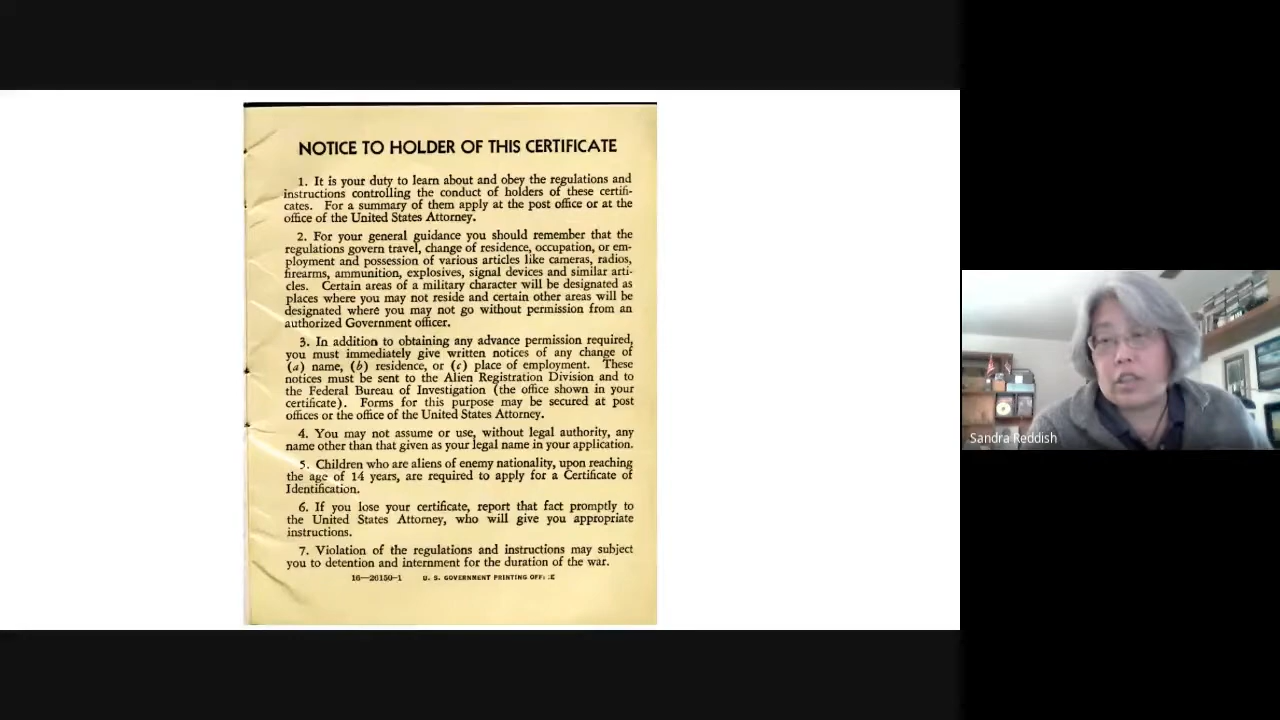 NOTICE TO HOLDER OF THIS CERTIFICATE
1. It is your duty to learn about and obey the regulations and
instructions controlling the conduct of holders of these certifi-
cates. For a summary of them apply at the post office or at the
office of the United States Attorney.
2. For your general guidance you should remember that the
regulations govern travel, change of residence, occupation, or em-
ployment and possession of various articles like cameras, radios,
firearms, ammunition, explosives, signal devices and similar arti-
cles. Certain areas of a military character will be designated as
places where you may not reside and certain other areas will be
designated where you may not go without permission from an
authorized Government officer.
3. In addition to obtaining any advance permission required,
you must immediately give written notices of any change of
(a) name, (b) residence, or (c) place of employment. These
notices must be sent to the Alien Registration Division and to
the Federal Bureau of Investigation (the office shown in your
certificate). Forms for this purpose may be secured at post
offices or the office of the United States Attorney.
4. You may not assume or use, without legal authority, any
name other than that given as your legal name in your application.
5. Children who are aliens of enemy nationality, upon reaching
the age of 14 years, are required to apply for a Certificate of
Identification.
6. If you lose your certificate, report that fact promptly to
the United States Attorney, who will give you appropriate
instructions.
7. Violation of the regulations and instructions may subject
you to detention and internment for the duration of the war.
16—26150-1 U. S. GOVERNMENT PRINTING OFFICE
Sandra Reddish